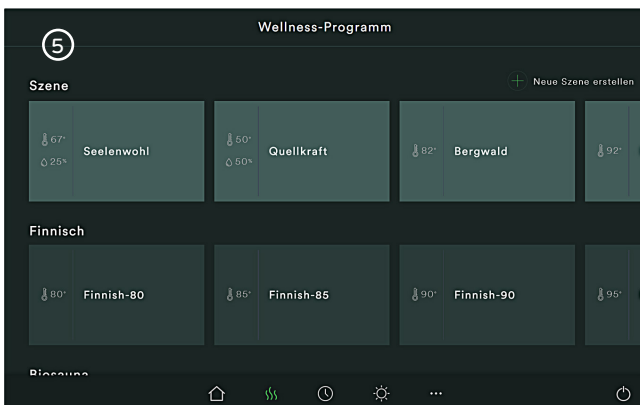 Wellness-Programm
5
Szene
Neue Szene erstellen
67°
25%
Seelenwohl
50°
50%
Quellkraft
82°
Bergwald
92°
Finnisch
80°
Finnish-80
85°
Finnish-85
90°
Finnish-90
95°
Biosauna